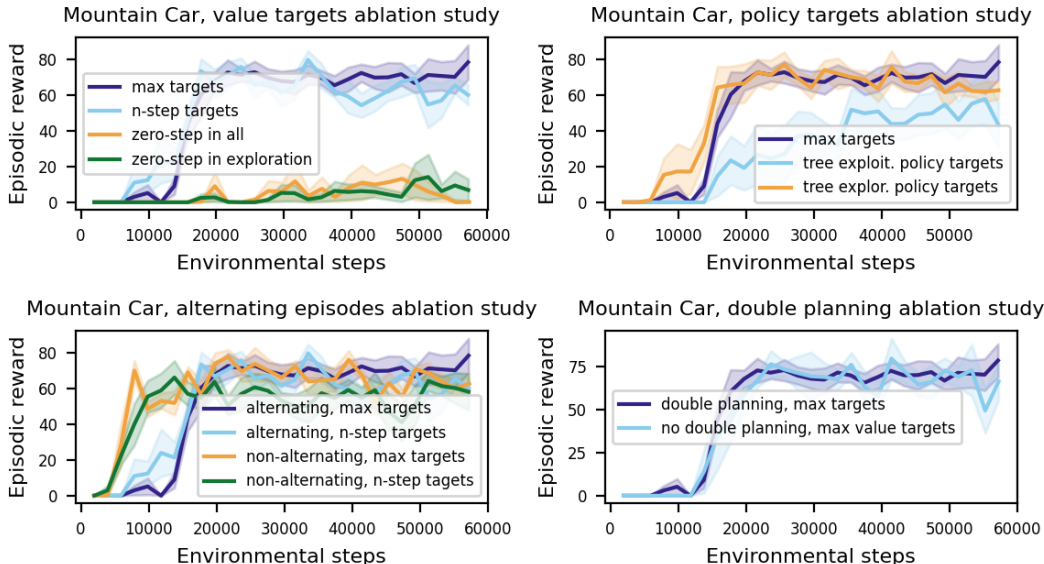 Mountain Car, value targets ablation study
Episodic reward
80
60
40
20
0
max targets
n-step targets
zero-step in all
zero-step in exploration
0 10000 20000 30000 40000 50000 60000
Environmental steps
Mountain Car, policy targets ablation study
Episodic reward
80
60
40
20
0
max targets
tree exploit. policy targets
tree explor. policy targets
0 10000 20000 30000 40000 50000
Environmental steps
Mountain Car, alternating episodes ablation study
Episodic reward
80
60
40
20
0
alternating, max targets
alternating, n-step targets
non-alternating, max targets
non-alternating, n-step tagets
0 10000 20000 30000 40000 50000 60000
Environmental steps
Mountain Car, double planning ablation study
Episodic reward
75
50
25
0
double planning, max targets
no double planning, max value targets
0 10000 20000 30000 40000 50000 60000
Environmental steps